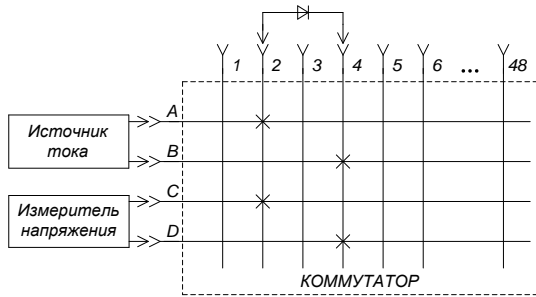 1 2 3 4 5 6 ... 48
A
Источник
тока
B
C
Измеритель
напряжения
D
КОММУТАТОР